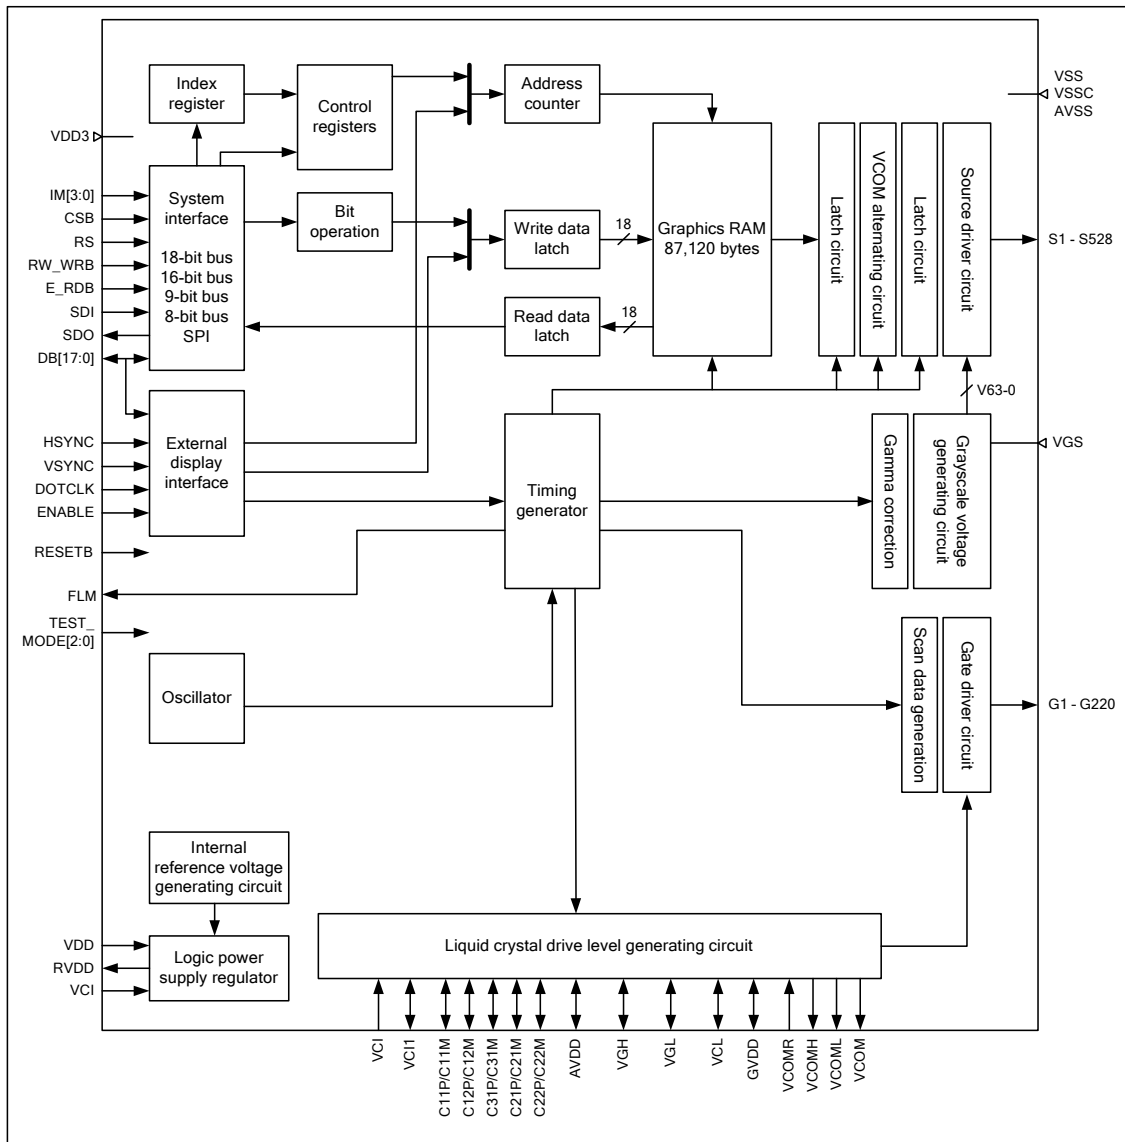 Index
register
Control
registers
Address
counter
VSS
VSSC
AVSS
VDD3
IM[3:0]
CSB
RS
RW_WRB
E_RDB
SDI
SDO
DB[17:0]
System
interface
18-bit bus
16-bit bus
9-bit bus
8-bit bus
SPI
Bit
operation
Write data
latch
18
Read data
latch
18
Graphics RAM
87,120 bytes
Latch circuit
VCOM alternating circuit
Latch circuit
Source driver circuit
S1 - S528
V63-0
HSYNC
VSYNC
DOTCLK
ENABLE
External
display
interface
Timing
generator
Gamma correction
Grayscale voltage
generating circuit
VGS
RESETB
FLM
TEST_
MODE[2:0]
Oscillator
Scan data generation
Gate driver circuit
G1 - G220
Internal
reference voltage
generating circuit
VDD
RVDD
VCI
Logic power
supply regulator
Liquid crystal drive level generating circuit
VCI
VCI1
C11P/C11M
C12P/C12M
C31P/C31M
C21P/C21M
C22P/C22M
AVDD
VGH
VGL
VCL
GVDD
VCOMR
VCOMH
VCOML
VCOM